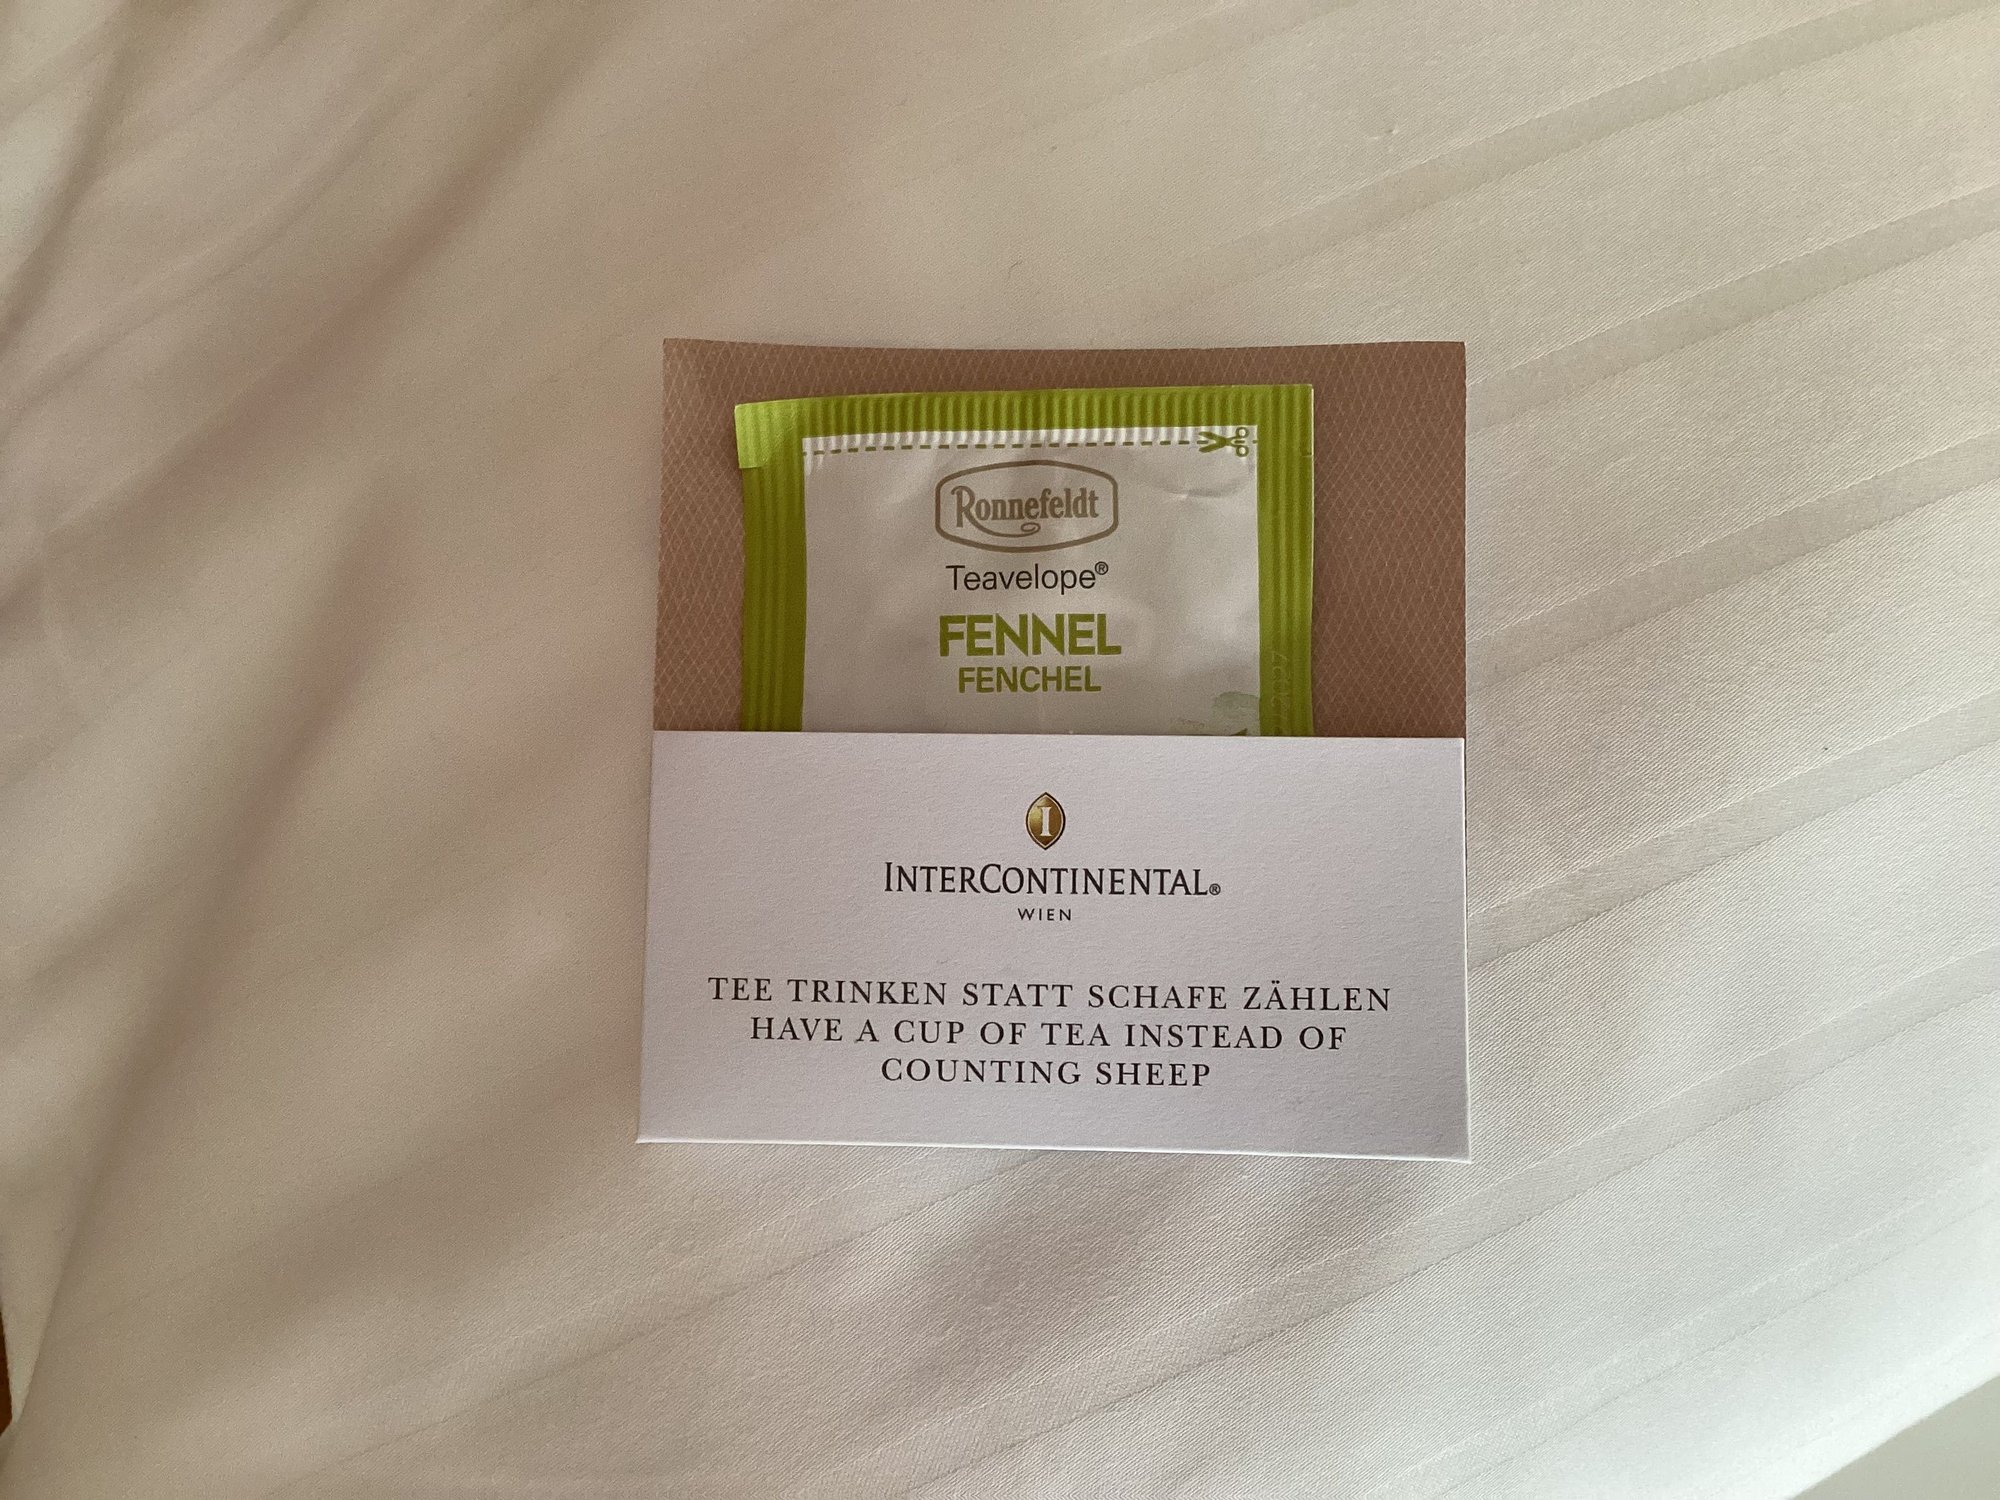 Ronnefeldt
Teavelope®
FENNEL
FENCHEL
2027
I
INTERCONTINENTAL®
WIEN
TEE TRINKEN STATT SCHAFE ZÄHLEN
HAVE A CUP OF TEA INSTEAD OF
COUNTING SHEEP